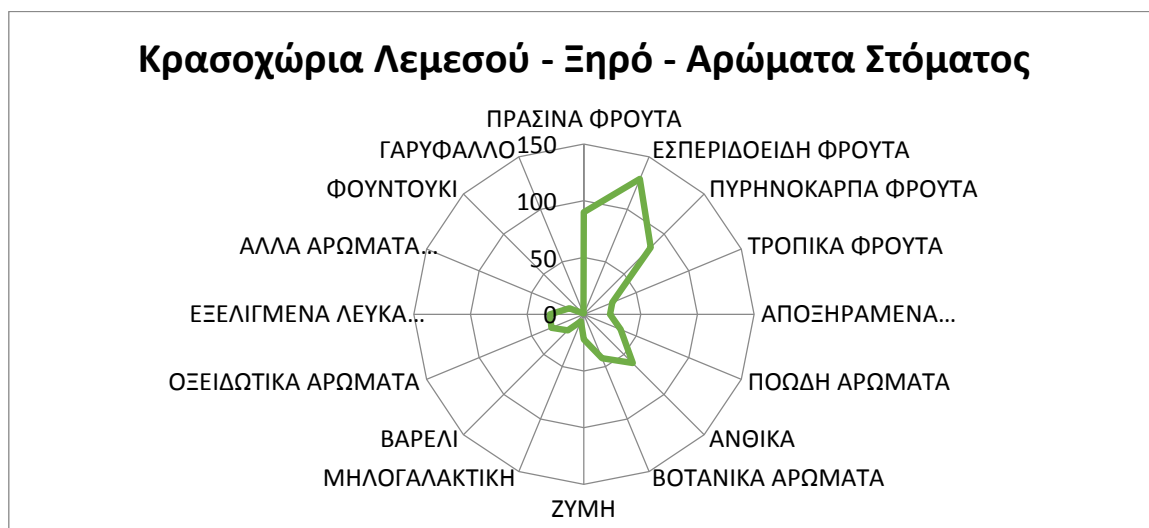 Κρασοχώρια Λεμεσού - Ξηρό - Αρώματα Στόματος
ΠΡΑΣΙΝΑ ΦΡΟΥΤΑ
ΕΣΠΕΡΙΔΟΕΙΔΗ ΦΡΟΥΤΑ
ΠΥΡΗΝΟΚΑΡΠΑ ΦΡΟΥΤΑ
ΤΡΟΠΙΚΑ ΦΡΟΥΤΑ
ΑΠΟΞΗΡΑΜΕΝΑ...
ΠΟΩΔΗ ΑΡΩΜΑΤΑ
ΑΝΘΙΚΑ
ΒΟΤΑΝΙΚΑ ΑΡΩΜΑΤΑ
ΖΥΜΗ
ΜΗΛΟΓΑΛΑΚΤΙΚΗ
ΒΑΡΕΛΙ
ΟΞΕΙΔΩΤΙΚΑ ΑΡΩΜΑΤΑ
ΕΞΕΛΙΓΜΕΝΑ ΛΕΥΚΑ...
ΑΛΛΑ ΑΡΩΜΑΤΑ...
ΦΟΥΝΤΟΥΚΙ
ΓΑΡΥΦΑΛΛΟ
150
100
50
0